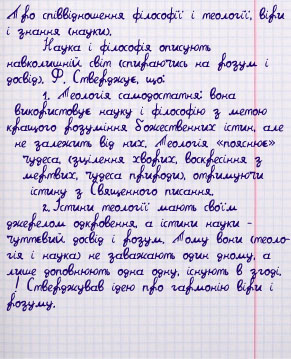 Про співвідношення філософії і теології, віри
і знання (науки).
Наука і філософія описують
навколишній світ (спираючись на розум і
досвід). Ф. Стверджує, що:
1. Теологія самодостатня: вона
використовує науку і філософію з метою
кращого розуміння божественних істин, але
не залежить від них. Теологія «пояснює»
чудеса, (зцілення хворих, воскресіння з
мертвих, чудеса природи), отримуючи
істину з Священного писання.
2. Істини теології мають своїм
джерелом одкровення, а істини науки -
чуттєвий досвід і розум. Тому вони (теоло-
гія і наука) не заважають один дному, а
лише доповнюють одна одну, існують в згоді.
! Стверджував ідею про гармонію віри і
розуму.